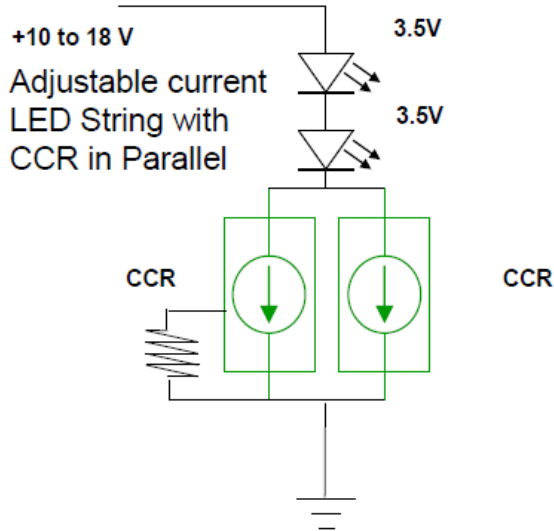 3.5V
+10 to 18 V
Adjustable current
LED String with
CCR in Parallel
3.5V
CCR
CCR